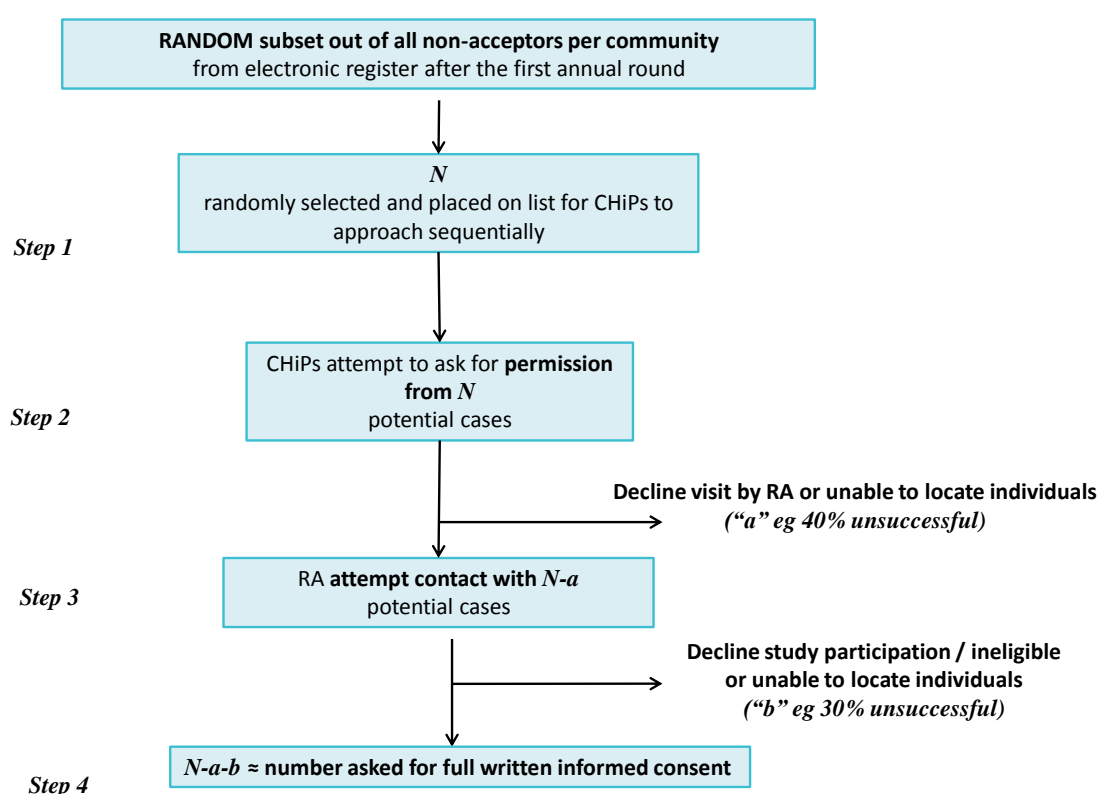 RANDOM subset out of all non-acceptors per community
from electronic register after the first annual round
N
randomly selected and placed on list for CHiPs to
approach sequentially
Step 1
CHiPs attempt to ask for permission
from N
potential cases
Step 2
Decline visit by RA or unable to locate individuals
("a" eg 40% unsuccessful)
RA attempt contact with N-a
potential cases
Step 3
Decline study participation / ineligible
or unable to locate individuals
("b" eg 30% unsuccessful)
N-a-b ≈ number asked for full written informed consent
Step 4